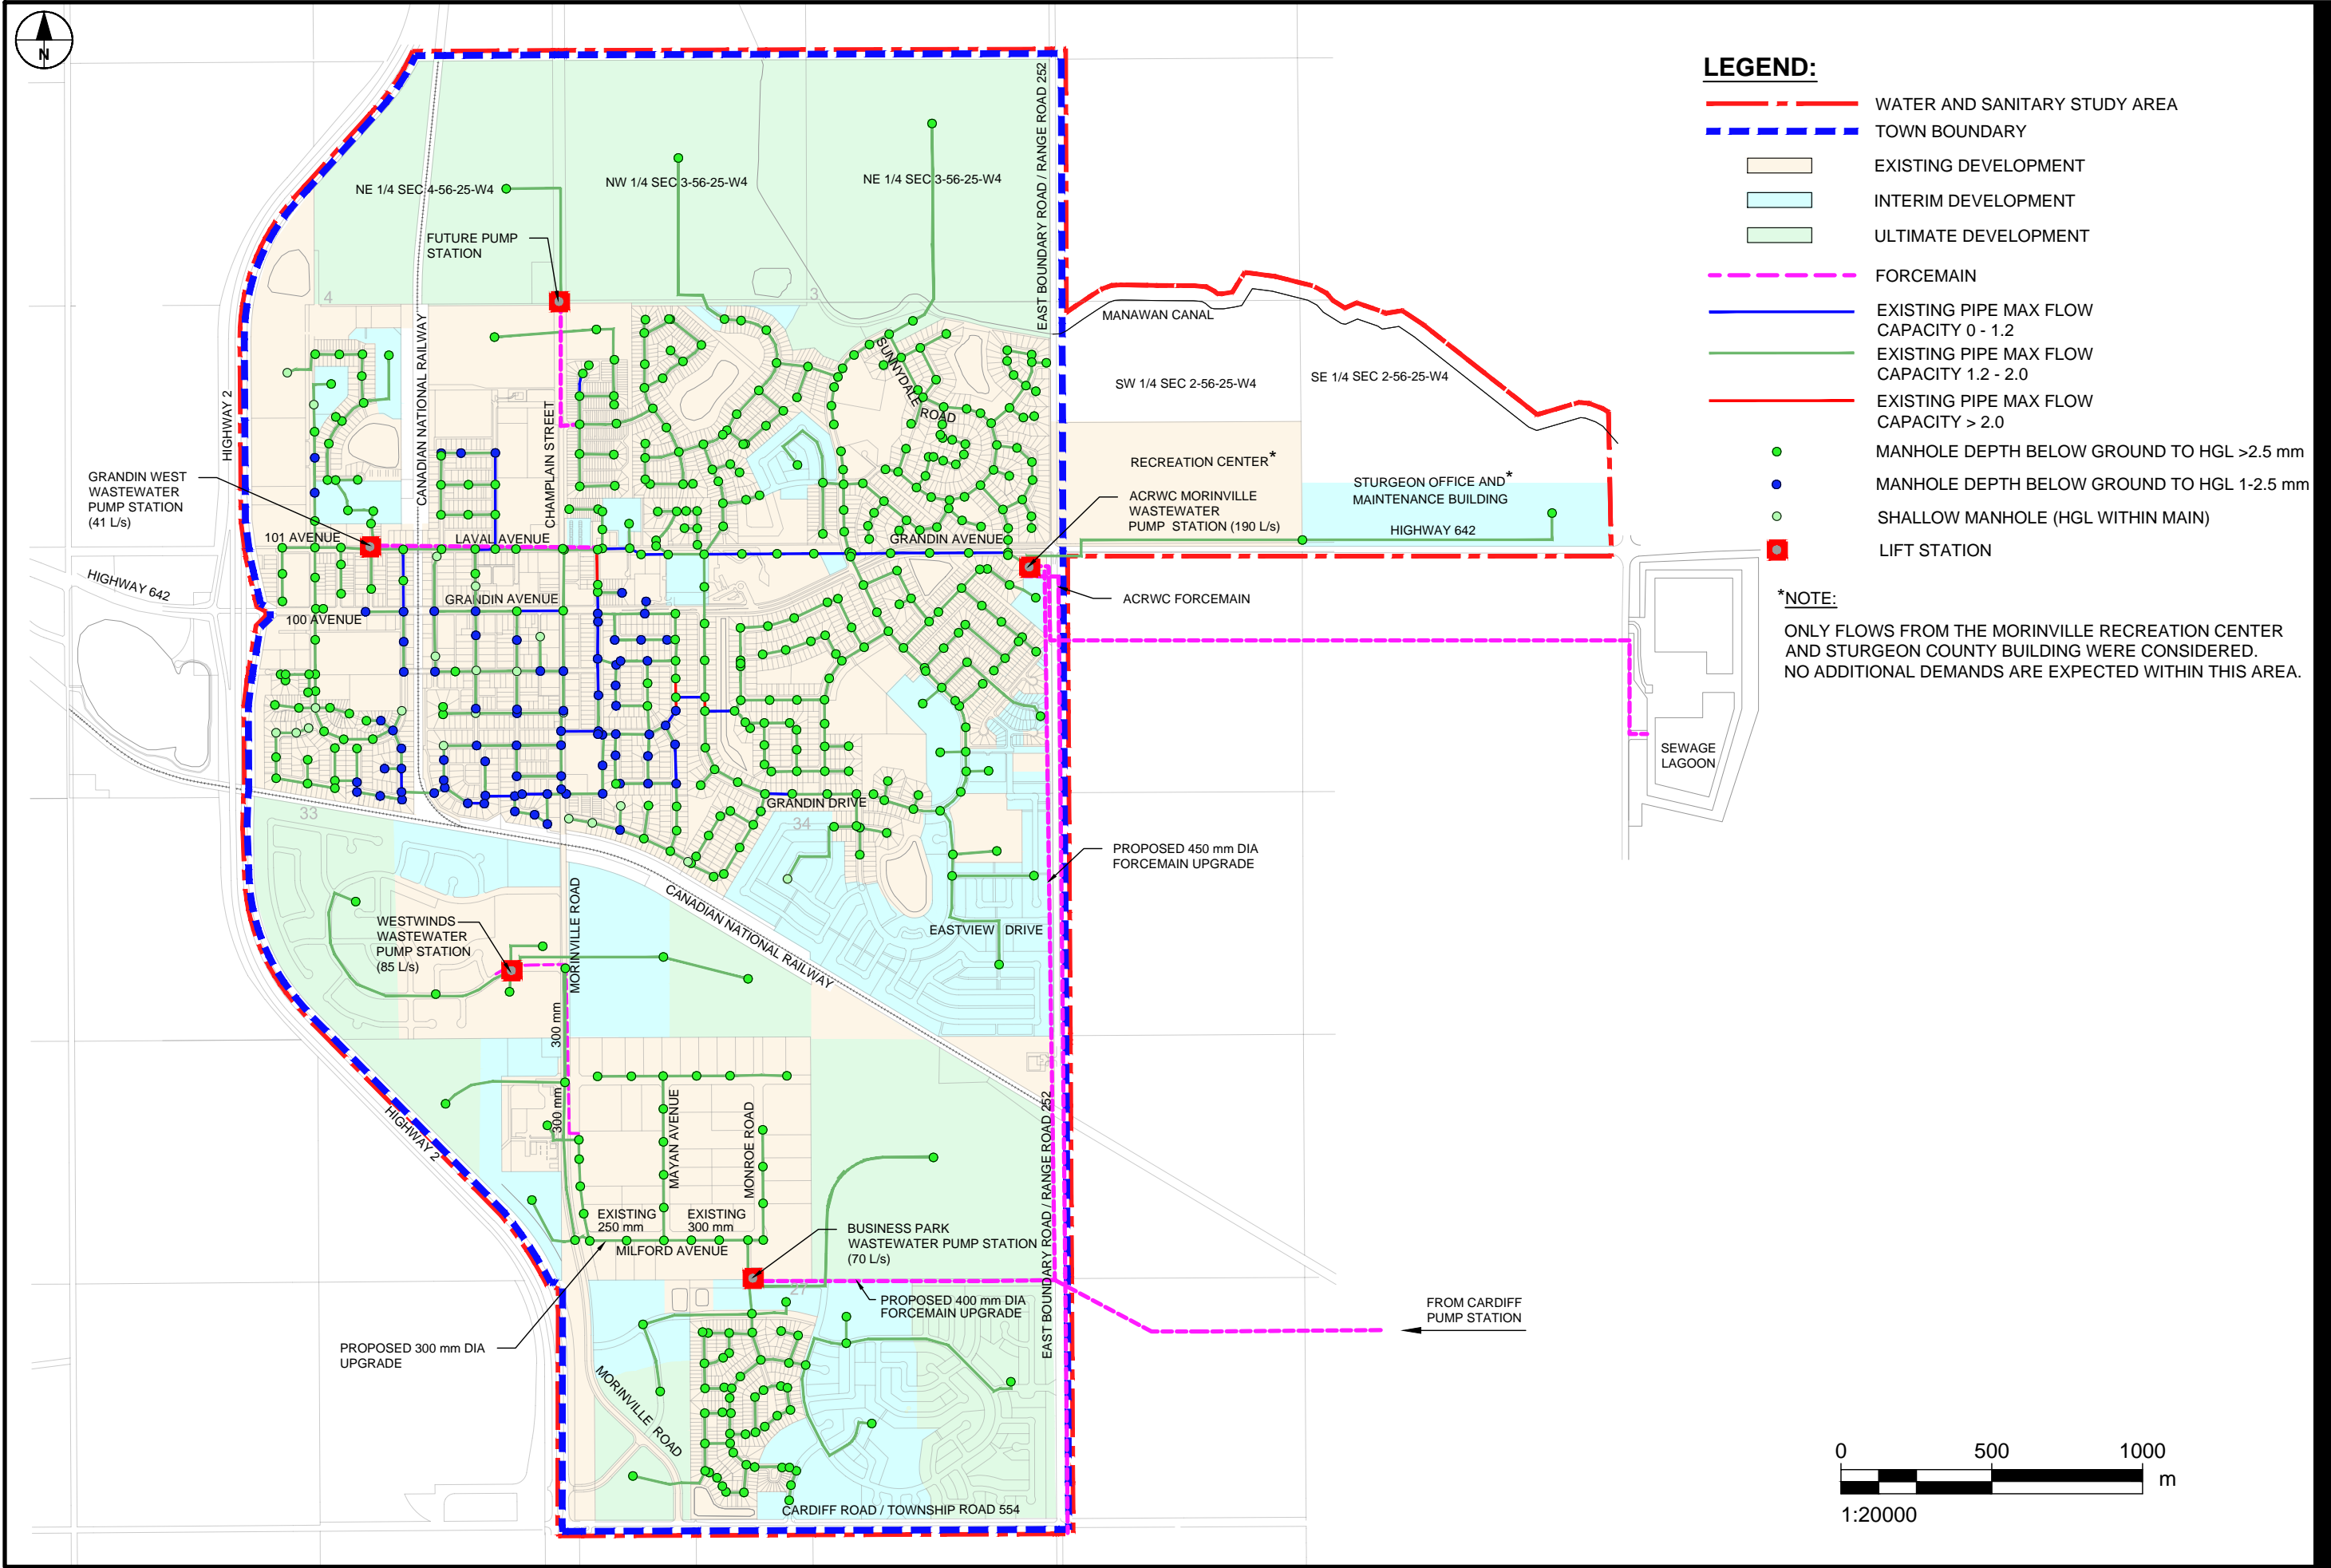 N
LEGEND:
WATER AND SANITARY STUDY AREA
TOWN BOUNDARY
EXISTING DEVELOPMENT
INTERIM DEVELOPMENT
ULTIMATE DEVELOPMENT
FORCEMAIN
EXISTING PIPE MAX FLOW
CAPACITY 0 - 1.2
EXISTING PIPE MAX FLOW
CAPACITY 1.2 - 2.0
EXISTING PIPE MAX FLOW
CAPACITY > 2.0
MANHOLE DEPTH BELOW GROUND TO HGL >2.5 mm
MANHOLE DEPTH BELOW GROUND TO HGL 1-2.5 mm
SHALLOW MANHOLE (HGL WITHIN MAIN)
LIFT STATION
*NOTE:
ONLY FLOWS FROM THE MORINVILLE RECREATION CENTER
AND STURGEON COUNTY BUILDING WERE CONSIDERED.
NO ADDITIONAL DEMANDS ARE EXPECTED WITHIN THIS AREA.
NE 1/4 SEC 4-56-25-W4
NW 1/4 SEC 3-56-25-W4
NE 1/4 SEC 3-56-25-W4
EAST BOUNDARY ROAD / RANGE ROAD 252
FUTURE PUMP
STATION
4
3
MANAWAN CANAL
SW 1/4 SEC 2-56-25-W4
SE 1/4 SEC 2-56-25-W4
HIGHWAY 2
CANADIAN NATIONAL RAILWAY
CHAMPLAIN STREET
SUNNYDALE ROAD
RECREATION CENTER*
STURGEON OFFICE AND*
MAINTENANCE BUILDING
HIGHWAY 642
GRANDIN WEST
WASTEWATER
PUMP STATION
(41 L/s)
ACRWC MORINVILLE
WASTEWATER
PUMP STATION (190 L/s)
101 AVENUE
LAVAL AVENUE
GRANDIN AVENUE
HIGHWAY 642
GRANDIN AVENUE
100 AVENUE
ACRWC FORCEMAIN
SEWAGE
LAGOON
GRANDIN DRIVE
33
34
PROPOSED 450 mm DIA
FORCEMAIN UPGRADE
CANADIAN NATIONAL RAILWAY
MORINVILLE ROAD
WESTWINDS
WASTEWATER
PUMP STATION
(85 L/s)
EASTVIEW DRIVE
300 mm
300 mm
HIGHWAY 2
MAYAN AVENUE
MONROE ROAD
EAST BOUNDARY ROAD / RANGE ROAD 252
EXISTING
250 mm
EXISTING
300 mm
MILFORD AVENUE
BUSINESS PARK
WASTEWATER PUMP STATION
(70 L/s)
27
PROPOSED 400 mm DIA
FORCEMAIN UPGRADE
FROM CARDIFF
PUMP STATION
PROPOSED 300 mm DIA
UPGRADE
MORINVILLE ROAD
CARDIFF ROAD / TOWNSHIP ROAD 554
0 500 1000
m
1:20000